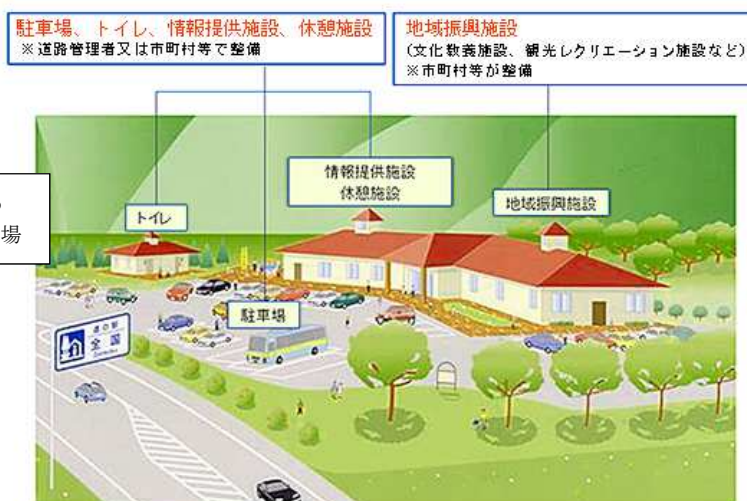 駐車場、トイレ、情報提供施設、休憩施設
※道路管理者又は市町村等で整備
地域振興施設
(文化教養施設、観光レクリエーション施設など)
※市町村等が整備
場
情報提供施設
休憩施設
トイレ
地域振興施設
駐車場
道の駅
全国